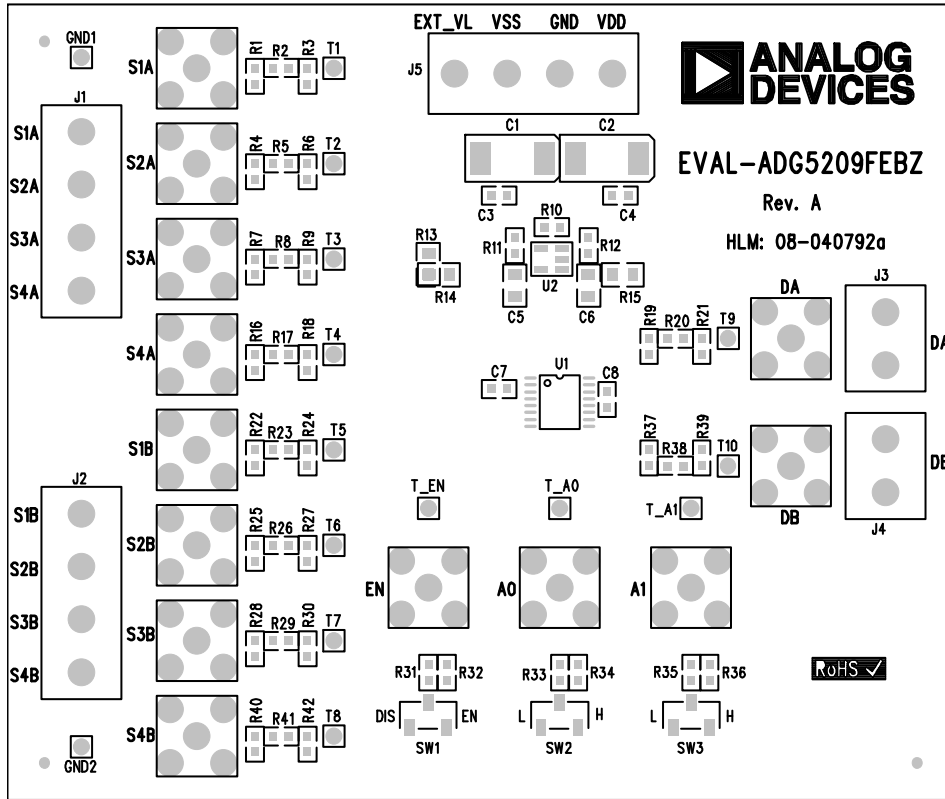 EXT_VL VSS GND VDD
J5
ANALOG
DEVICES
EVAL-ADG5209FEBZ
Rev. A
HLM: 08-040792a
GND1
J1
S1A
S2A
S3A
S4A
S1A
R1 R2 R3 T1
S2A
R4 R5 R6 T2
S3A
R7 R8 R9 T3
S4A
R16 R17 R18 T4
S1B
R22 R23 R24 T5
J2
S1B
S2B
S3B
S4B
S2B
R25 R26 R27 T6
S3B
R28 R29 R30 T7
S4B
R40 R41 R42 T8
GND2
C1 C2
C3 C4
R10
R11 R12
R13
R14
U2
R15
C5 C6
C7 U1 C8
R19 R20 R21 T9
DA
J3
DA
R37 R38 R39 T10
DB
J4
DB
T_EN T_A0 T_A1
EN A0 A1
R31 R32 R33 R34 R35 R36
DIS EN L H L H
SW1 SW2 SW3
RoHS ✓